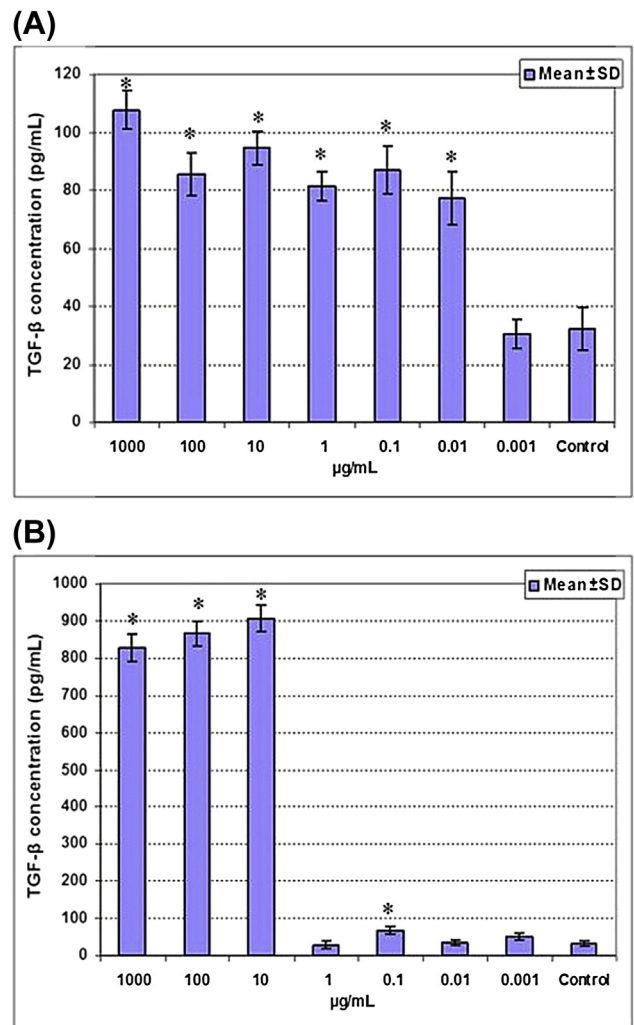 (A)
Mean±SD
TGF-β concentration (pg/mL)
120
100
80
60
40
20
0
* * * * * *
1000 100 10 1 0.1 0.01 0.001 Control
µg/mL
(B)
Mean±SD
TGF-β concentration (pg/mL)
1000
900
800
700
600
500
400
300
200
100
0
* * * *
1000 100 10 1 0.1 0.01 0.001 Control
µg/mL